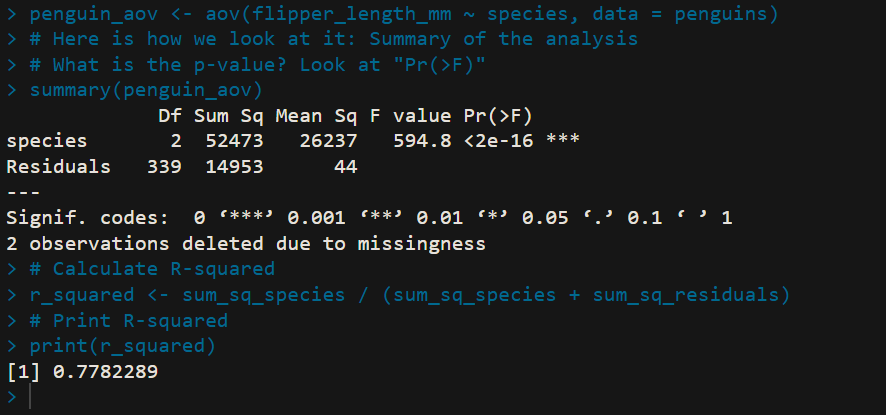 > penguin_aov <- aov(flipper_length_mm ~ species, data = penguins)
> # Here is how we look at it: Summary of the analysis
> # What is the p-value? Look at "Pr(>F)"
> summary(penguin_aov)
             Df Sum Sq Mean Sq F value Pr(>F)
species       2  52473   26237   594.8 <2e-16 ***
Residuals   339  14953      44
---
Signif. codes:  0 ‘***’ 0.001 ‘**’ 0.01 ‘*’ 0.05 ‘.’ 0.1 ‘ ’ 1
2 observations deleted due to missingness
> # Calculate R-squared
> r_squared <- sum_sq_species / (sum_sq_species + sum_sq_residuals)
> # Print R-squared
> print(r_squared)
[1] 0.7782289
>